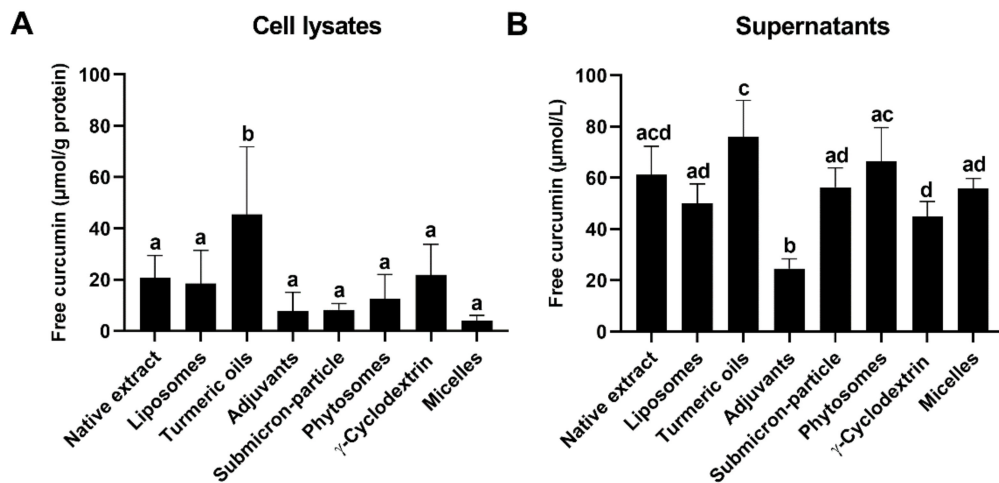 A
Cell lysates
Free curcumin (µmol/g protein)
100
80
60
40
20
0
a
a
b
a
a
a
a
a
Native extract
Liposomes
Turmeric oils
Adjuvants
Submicron-particle
Phytosomes
γ-Cyclodextrin
Micelles
B
Supernatants
Free curcumin (µmol/L)
100
80
60
40
20
0
acd
ad
c
b
ad
ac
d
ad
Native extract
Liposomes
Turmeric oils
Adjuvants
Submicron-particle
Phytosomes
γ-Cyclodextrin
Micelles